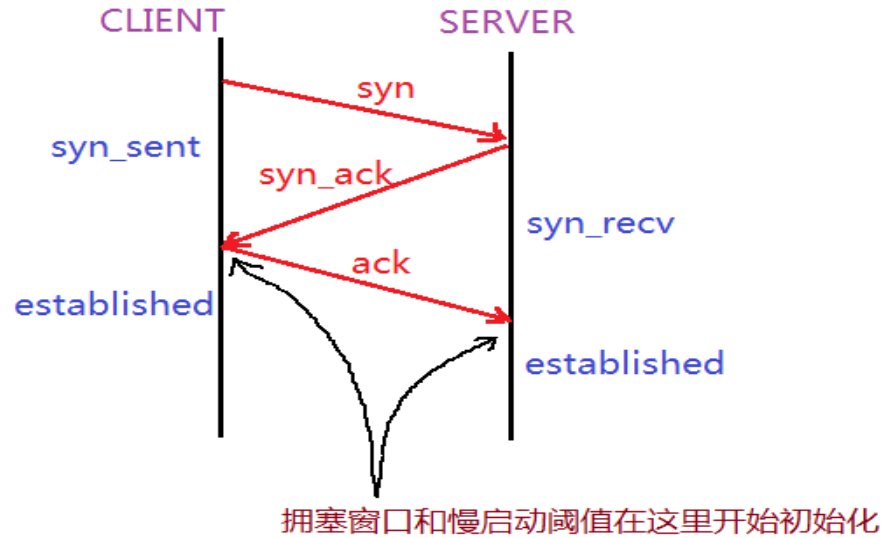 CLIENT
SERVER
syn
syn_sent
syn_ack
syn_recv
ack
established
established
拥塞窗口和慢启动阈值在这里开始初始化